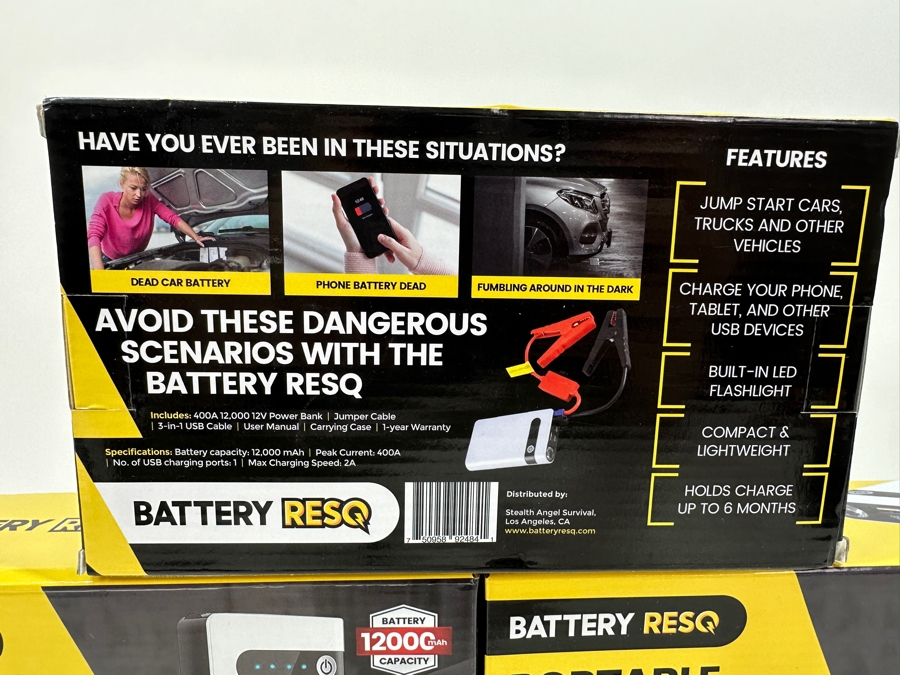 HAVE YOU EVER BEEN IN THESE SITUATIONS?
DEAD CAR BATTERY
PHONE BATTERY DEAD
FUMBLING AROUND IN THE DARK
AVOID THESE DANGEROUS
SCENARIOS WITH THE
BATTERY RESQ
Includes: 400A 12,000 12V Power Bank | Jumper Cable
| 3-in-1 USB Cable | User Manual | Carrying Case | 1-year Warranty
Specifications: Battery capacity: 12,000 mAh | Peak Current: 400A
| No. of USB charging ports: 1 | Max Charging Speed: 2A
BATTERY RESQ
7 50958 92484 1
Distributed by:
Stealth Angel Survival,
Los Angeles, CA
www.batteryresq.com
FEATURES
JUMP START CARS,
TRUCKS AND OTHER
VEHICLES
CHARGE YOUR PHONE,
TABLET, AND OTHER
USB DEVICES
BUILT-IN LED
FLASHLIGHT
COMPACT &
LIGHTWEIGHT
HOLDS CHARGE
UP TO 6 MONTHS
BATTERY
12000mAh
CAPACITY
BATTERY RESQ
PORTABLE